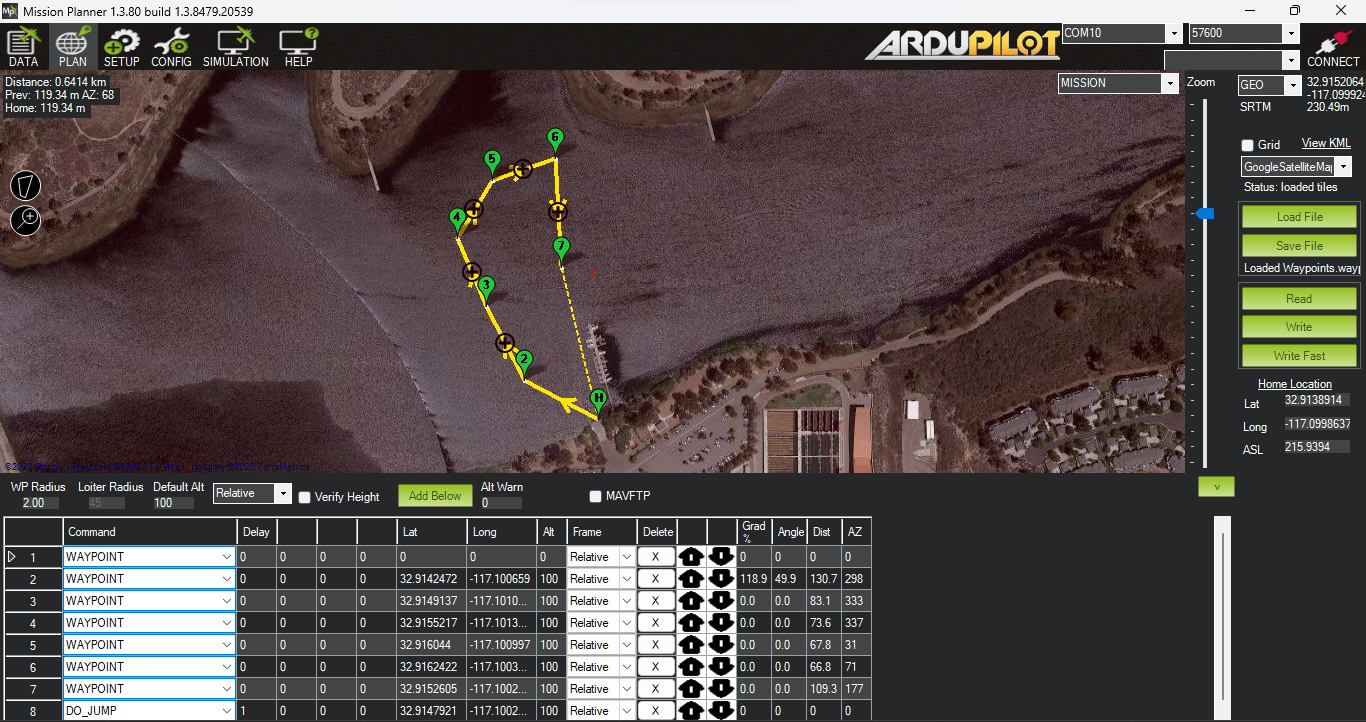 Mission Planner 1.3.80 build 1.3.8479.20539
DATA PLAN SETUP CONFIG SIMULATION HELP
ARDUPILOT
COM10 57600
CONNECT
Distance: 0.6414 km
Prev: 119.34 m AZ: 68
Home: 119.34 m
MISSION
Zoom
GEO 32.9152064
-117.099924
SRTM 230.49m
Grid View KML
GoogleSatelliteMap
Status: loaded tiles
Load File
Save File
Loaded Waypoints.wayp
Read
Write
Write Fast
Home Location
Lat 32.9138914
Long -117.0998637
ASL 215.9394
6
5
4
7
3
2
H
WP Radius Loiter Radius Default Alt
2.00 45 100 Relative Verify Height Add Below Alt Warn 0 MAVFTP v
Command Delay Lat Long Alt Frame Delete Grad % Angle Dist AZ
1 WAYPOINT 0 0 0 0 0 0 0 Relative X 0 0 0 0
2 WAYPOINT 0 0 0 0 32.9142472 -117.100659 100 Relative X 118.9 49.9 130.7 298
3 WAYPOINT 0 0 0 0 32.9149137 -117.1010... 100 Relative X 0.0 0.0 83.1 333
4 WAYPOINT 0 0 0 0 32.9155217 -117.1013... 100 Relative X 0.0 0.0 73.6 337
5 WAYPOINT 0 0 0 0 32.916044 -117.100997 100 Relative X 0.0 0.0 67.8 31
6 WAYPOINT 0 0 0 0 32.9162422 -117.1003... 100 Relative X 0.0 0.0 66.8 71
7 WAYPOINT 0 0 0 0 32.9152605 -117.1002... 100 Relative X 0.0 0.0 109.3 177
8 DO_JUMP 1 0 0 0 32.9147921 -117.1002... 100 Relative X 0 0 0 0